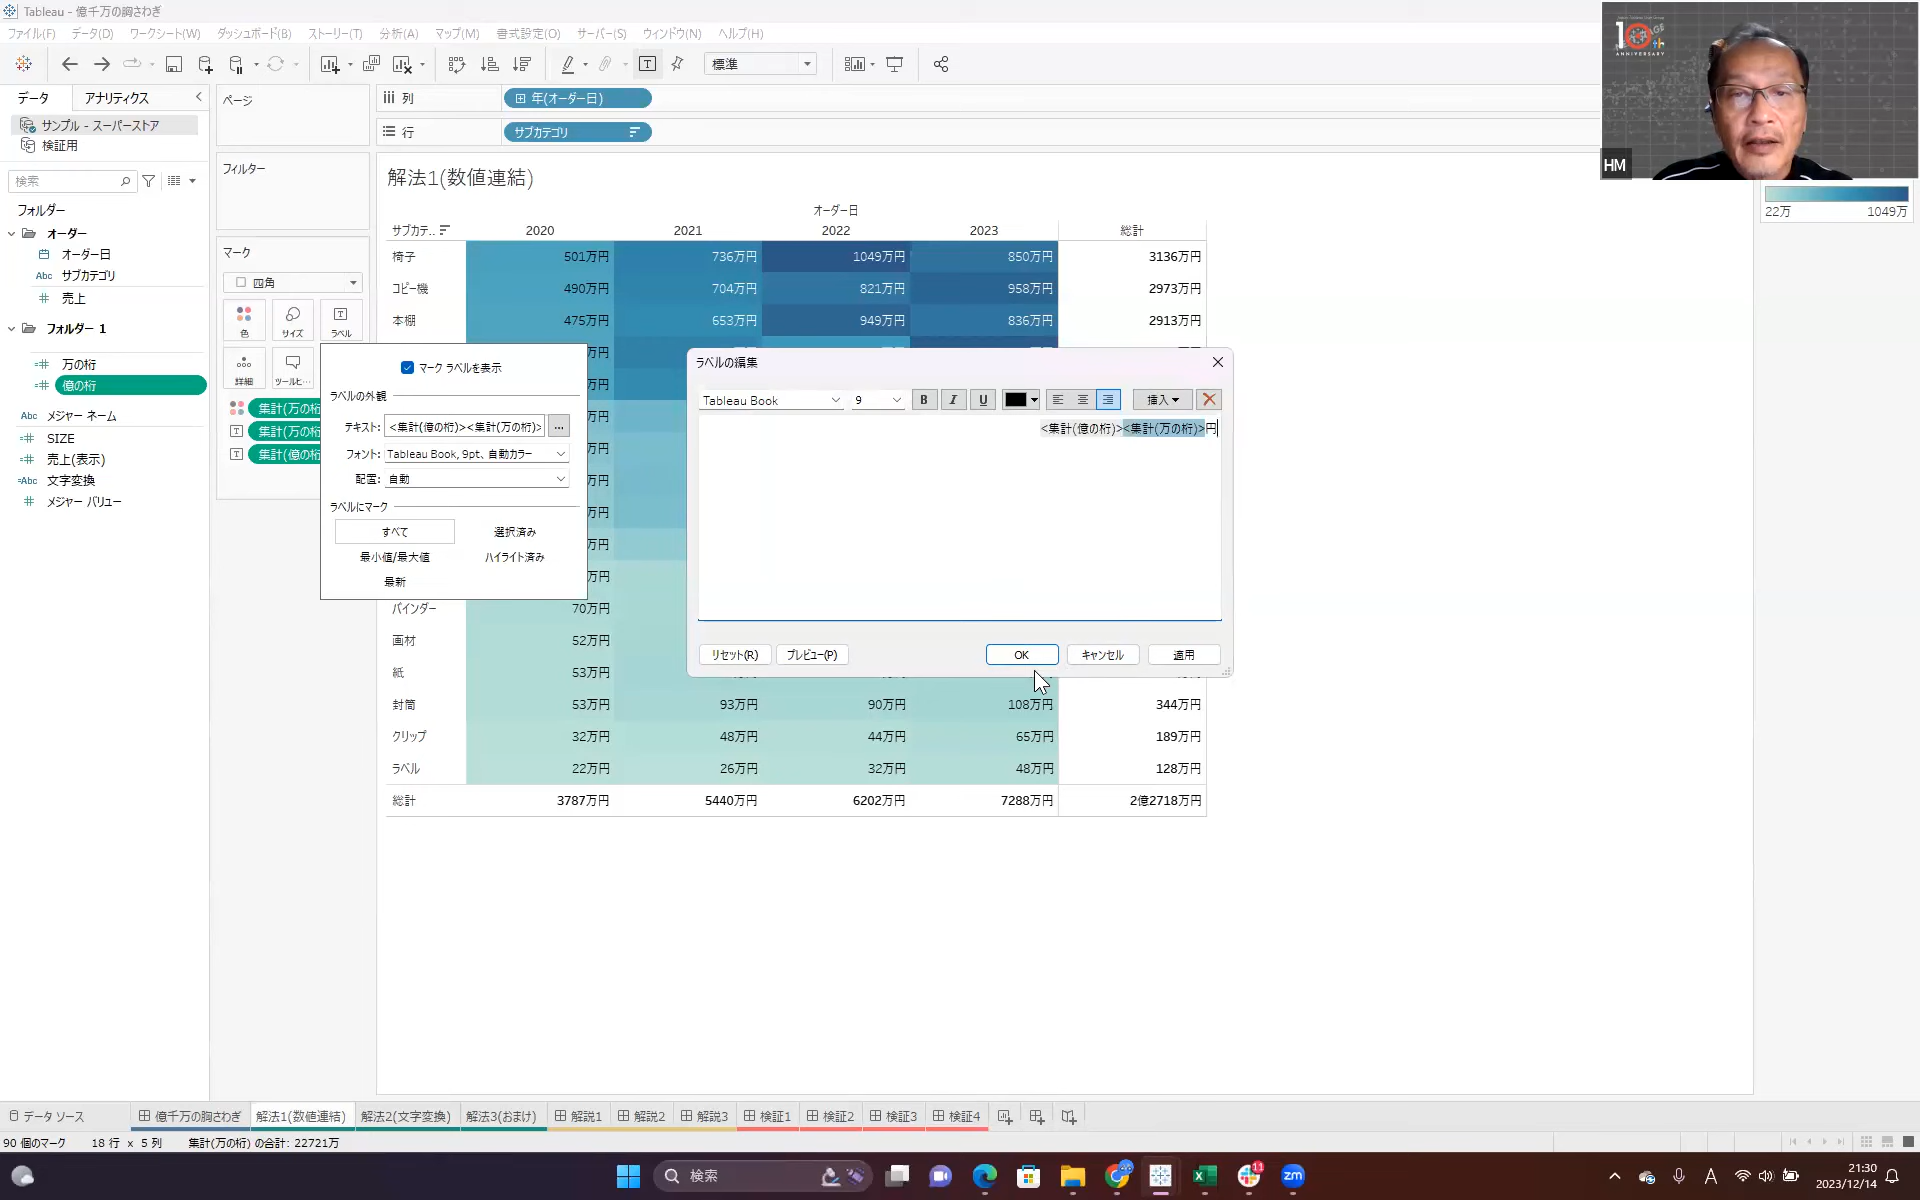 Tableau - 億千万の胸さわぎ
ファイル(F) データ(D) ワークシート(W) ダッシュボード(B) ストーリー(T) 分析(A) マップ(M) 書式設定(O) サーバー(S) ウィンドウ(N) ヘルプ(H)
標準
データ アナリティクス
サンプル - スーパーストア
検証用
検索
フォルダー
オーダー
オーダー日
Abc サブカテゴリ
売上
フォルダー 1
万の桁
億の桁
Abc メジャー ネーム
SIZE
売上(表示)
Abc 文字変換
メジャー バリュー
ページ
フィルター
マーク
四角
色 サイズ ラベル
詳細 ツールヒ…
集計(万の桁
集計(万の桁
集計(億の桁
列 年(オーダー日)
行 サブカテゴリ
解法1(数値連結)
オーダー日
サブカテ.. 2020 2021 2022 2023 総計
椅子 501万円 736万円 1049万円 850万円 3136万円
コピー機 490万円 704万円 821万円 958万円 2973万円
本棚 475万円 653万円 949万円 836万円 2913万円
万円
万円
万円
万円
万円
万円
万円
万円
バインダー 70万円
画材 52万円
紙 53万円
封筒 53万円 93万円 90万円 108万円 344万円
クリップ 32万円 48万円 44万円 65万円 189万円
ラベル 22万円 26万円 32万円 48万円 128万円
総計 3787万円 5440万円 6202万円 7288万円 2億2718万円
マーク ラベルを表示
ラベルの外観
テキスト: <集計(億の桁)><集計(万の桁)> ...
フォント: Tableau Book, 9pt、自動カラー
配置: 自動
ラベルにマーク
すべて 選択済み
最小値/最大値 ハイライト済み
最新
ラベルの編集
Tableau Book 9 B I U 挿入
<集計(億の桁)><集計(万の桁)>円
リセット(R) プレビュー(P) OK キャンセル 適用
10th
ANNIVERSARY
HM
22万 1049万
データ ソース 億千万の胸さわぎ 解法1(数値連結) 解法2(文字変換) 解法3(おまけ) 解説1 解説2 解説3 検証1 検証2 検証3 検証4
90 個のマーク 18 行 x 5 列 集計(万の桁) の合計: 22721万
検索
11
zm
A
21:30
2023/12/14